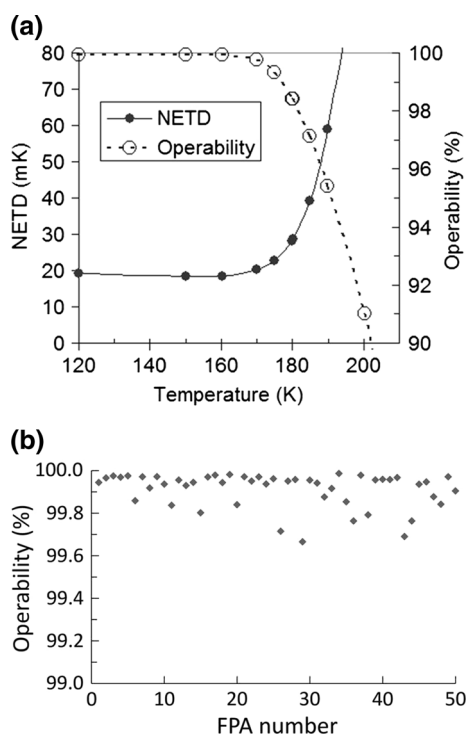 (a)
80
70
60
50
40
30
20
10
0
NETD (mK)
NETD
Operability
100
98
96
94
92
90
Operability (%)
120 140 160 180 200
Temperature (K)
(b)
100.0
99.8
99.6
99.4
99.2
99.0
Operability (%)
0 10 20 30 40 50
FPA number